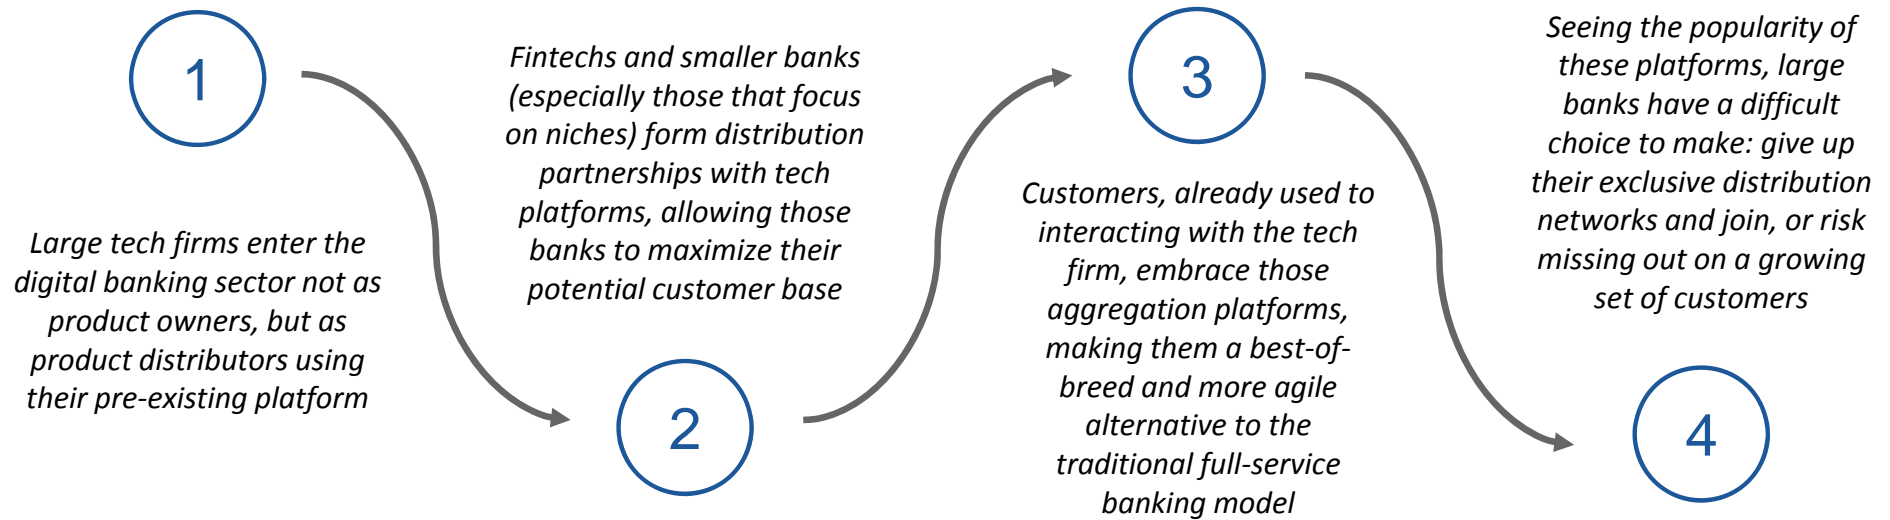 1
Large tech firms enter the
digital banking sector not as
product owners, but as
product distributors using
their pre-existing platform
Fintechs and smaller banks
(especially those that focus
on niches) form distribution
partnerships with tech
platforms, allowing those
banks to maximize their
potential customer base
2
3
Customers, already used to
interacting with the tech
firm, embrace those
aggregation platforms,
making them a best-of-
breed and more agile
alternative to the
traditional full-service
banking model
Seeing the popularity of
these platforms, large
banks have a difficult
choice to make: give up
their exclusive distribution
networks and join, or risk
missing out on a growing
set of customers
4